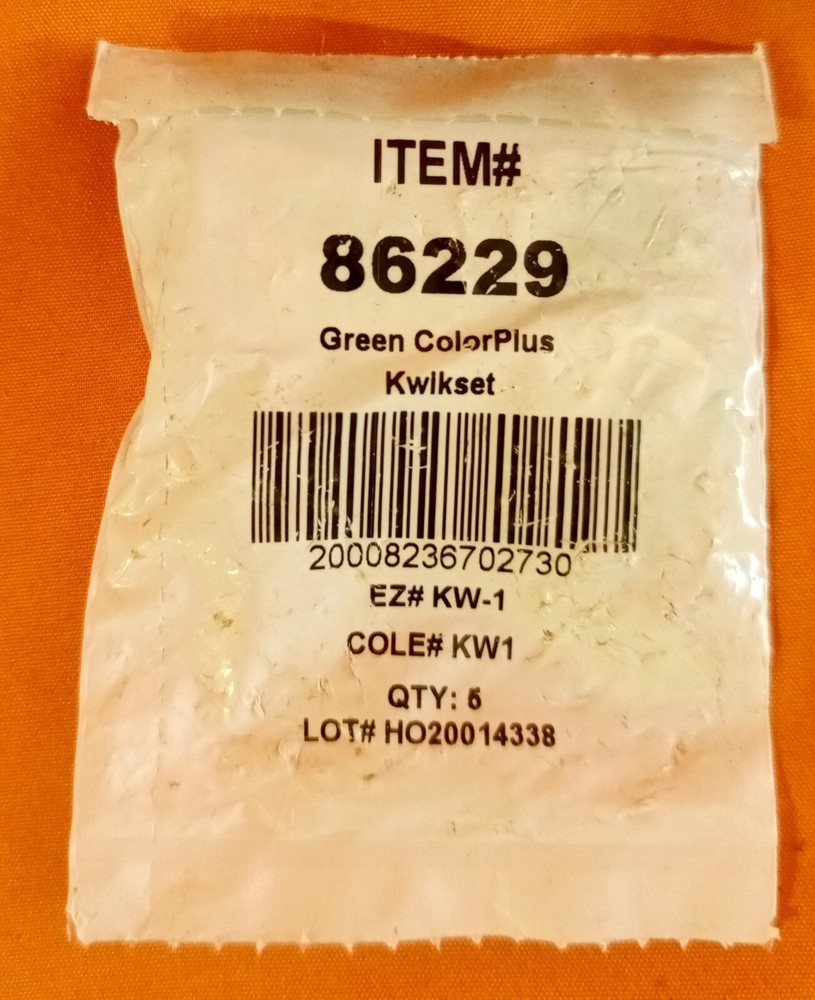 ITEM#
86229
Green ColorPlus
Kwikset
20008236702730
EZ# KW-1
COLE# KW1
QTY: 5
LOT# HO20014338